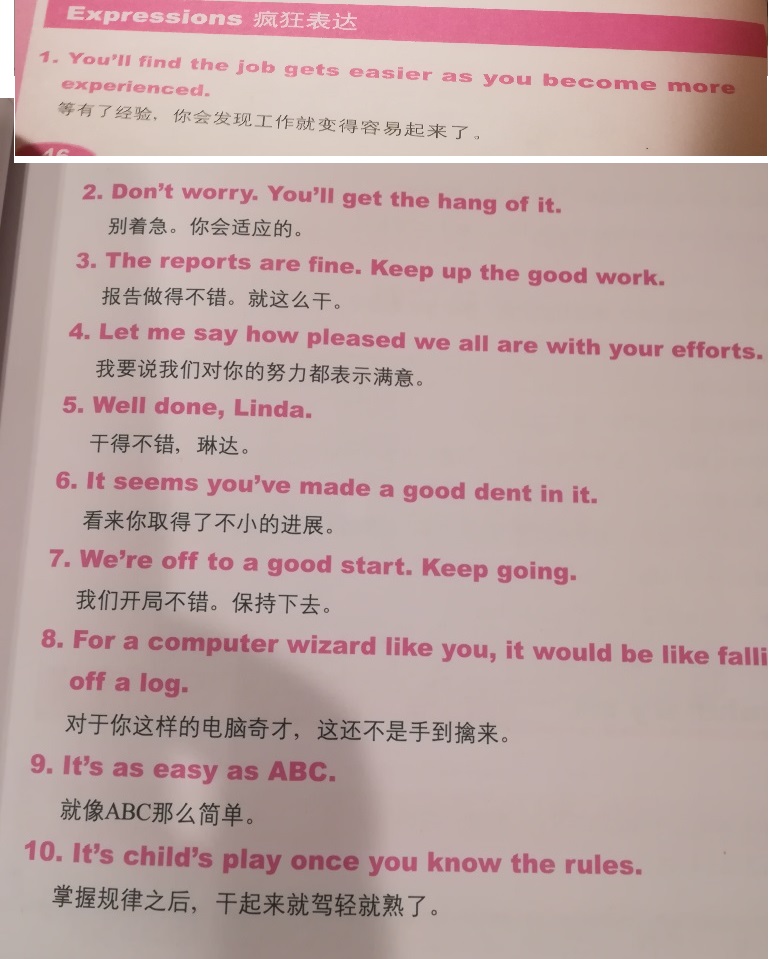 Expressions 疯狂表达
1. You'll find the job gets easier as you become more
experienced.
等有了经验，你会发现工作就变得容易起来了。
2. Don't worry. You'll get the hang of it.
别着急。你会适应的。
3. The reports are fine. Keep up the good work.
报告做得不错。就这么干。
4. Let me say how pleased we all are with your efforts.
我要说我们对你的努力都表示满意。
5. Well done, Linda.
干得不错，琳达。
6. It seems you've made a good dent in it.
看来你取得了不小的进展。
7. We're off to a good start. Keep going.
我们开局不错。保持下去。
8. For a computer wizard like you, it would be like falli
off a log.
对于你这样的电脑奇才，这还不是手到擒来。
9. It's as easy as ABC.
就像ABC那么简单。
10. It's child's play once you know the rules.
掌握规律之后，干起来就驾轻就熟了。